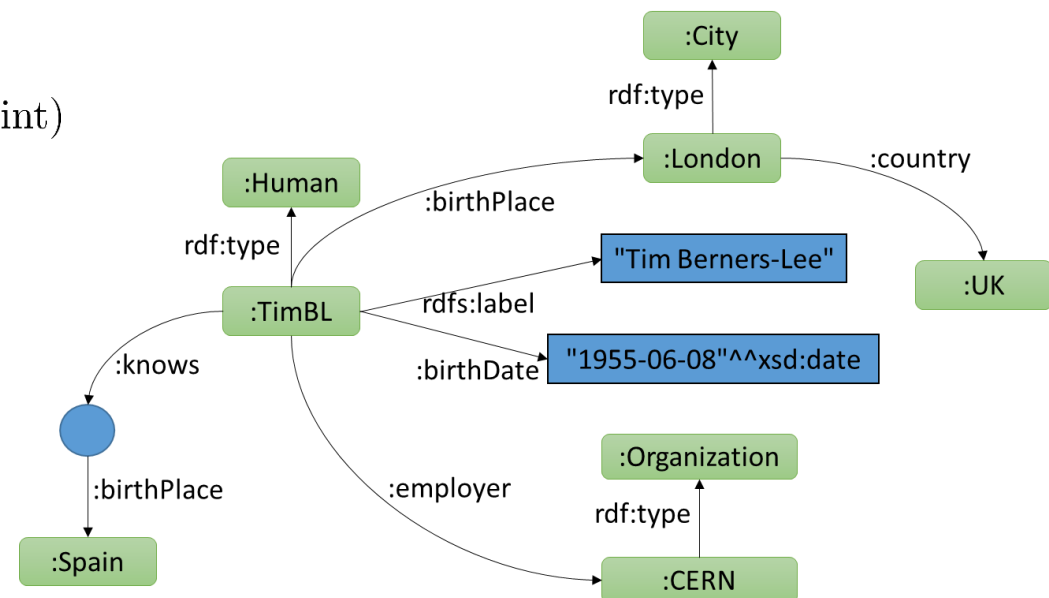 :City
rdf:type
int)
:London
:country
:Human
:birthPlace
rdf:type
"Tim Berners-Lee"
:UK
rdfs:label
:TimBL
"1955-06-08"^^xsd:date
:knows
:birthDate
:Organization
:birthPlace
:employer
rdf:type
:Spain
:CERN